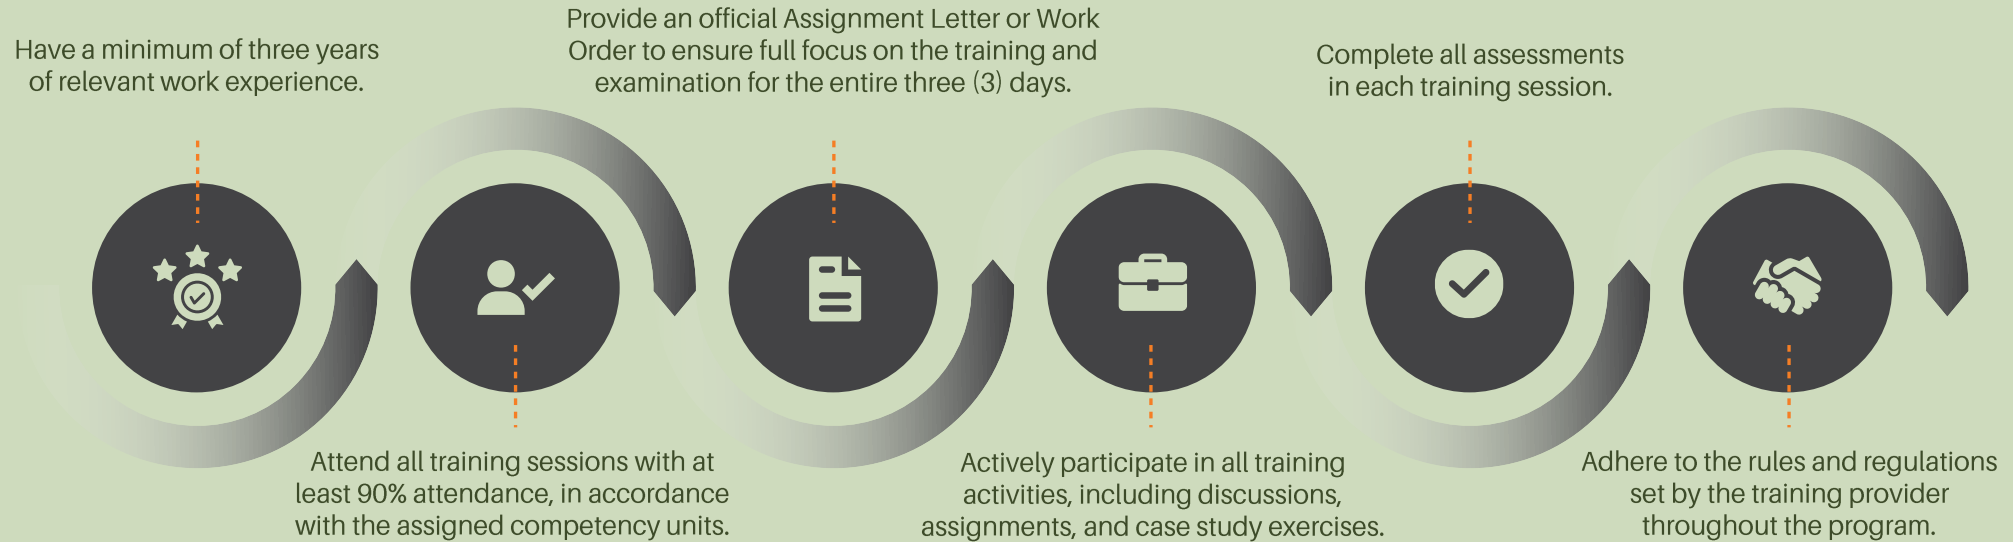 Have a minimum of three years
of relevant work experience.
Attend all training sessions with at
least 90% attendance, in accordance
with the assigned competency units.
Provide an official Assignment Letter or Work
Order to ensure full focus on the training and
examination for the entire three (3) days.
Actively participate in all training
activities, including discussions,
assignments, and case study exercises.
Complete all assessments
in each training session.
Adhere to the rules and regulations
set by the training provider
throughout the program.